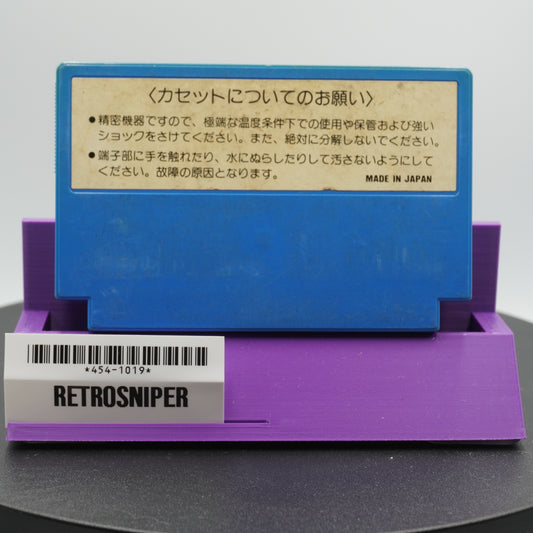 〈カセットについてのお願い〉
●精密機器ですので、極端な温度条件下での使用や保管および強い
ショックをさけてください。また、絶対に分解しないでください。
●端子部に手を触れたり、水にぬらしたりして汚さないようにして
ください。故障の原因となります。
MADE IN JAPAN
*454-1019*
RETROSNIPER